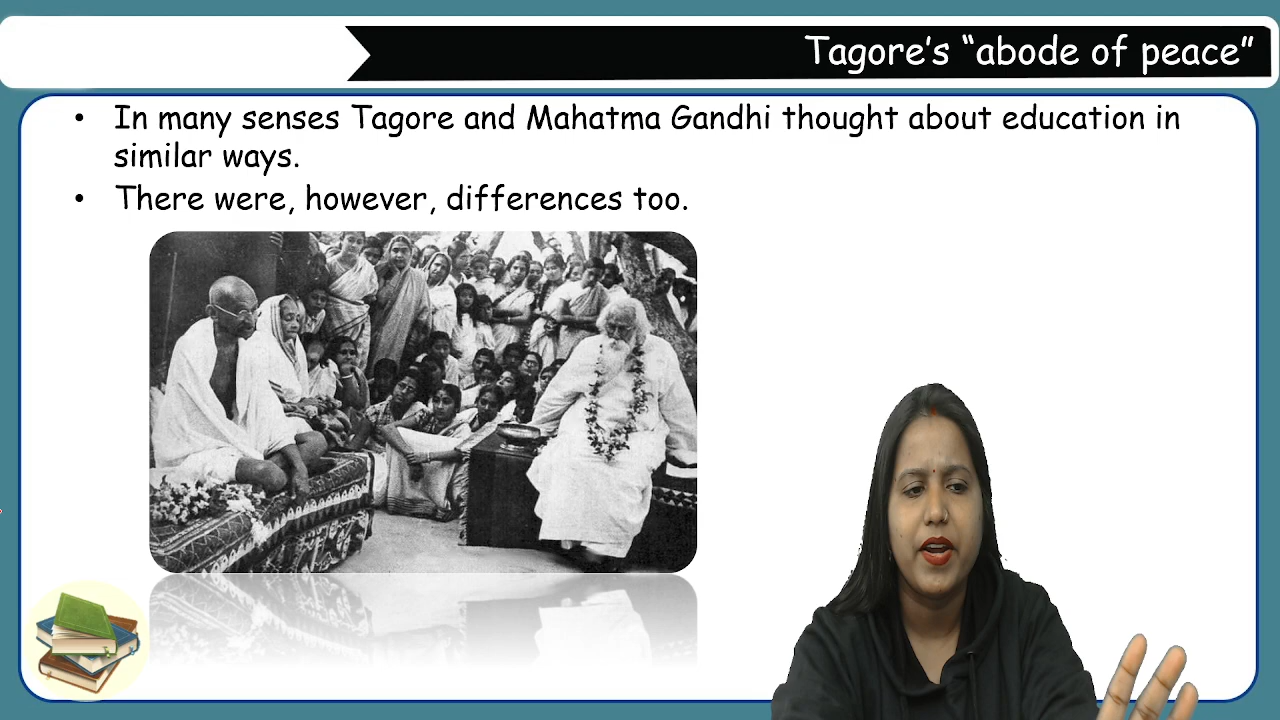 Tagore's “abode of peace”
• In many senses Tagore and Mahatma Gandhi thought about education in
similar ways.
• There were, however, differences too.